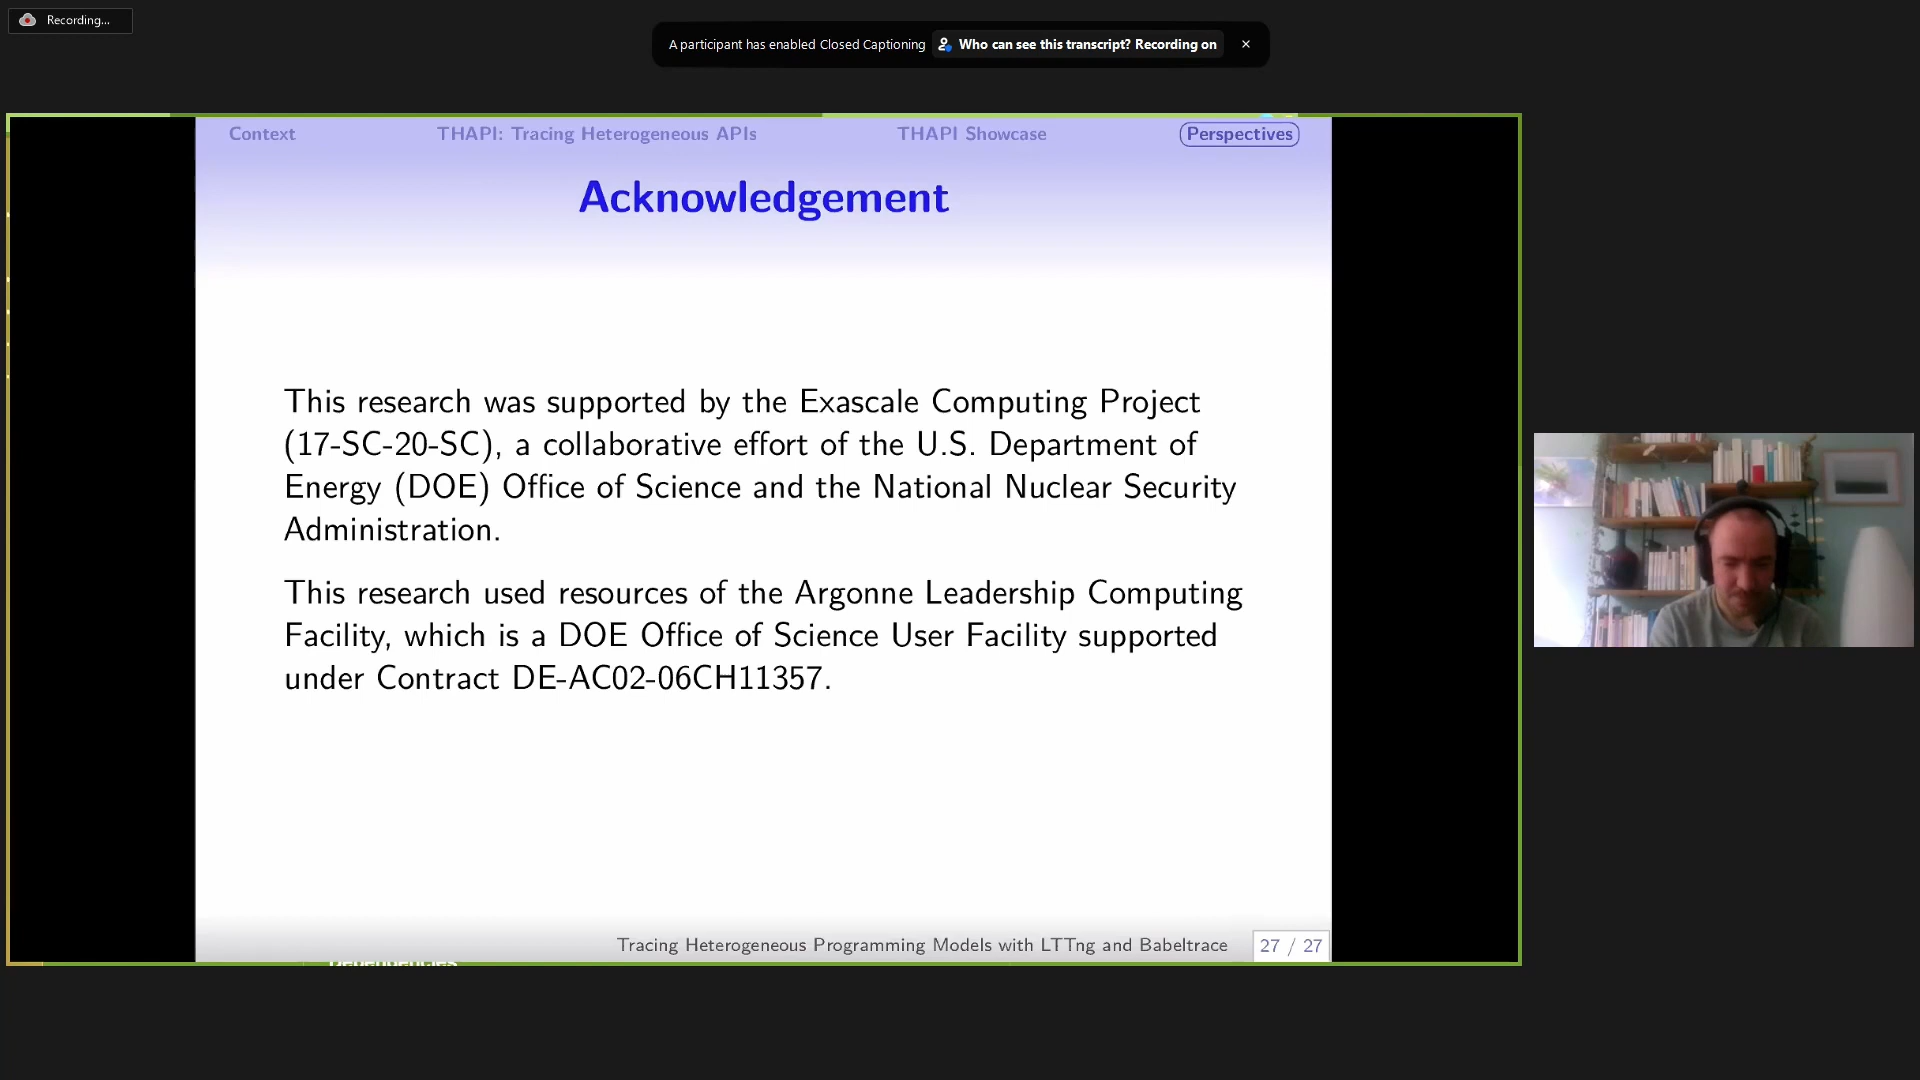 Recording...
A participant has enabled Closed Captioning Who can see this transcript? Recording on
Context THAPI: Tracing Heterogeneous APIs THAPI Showcase Perspectives
Acknowledgement
This research was supported by the Exascale Computing Project
(17-SC-20-SC), a collaborative effort of the U.S. Department of
Energy (DOE) Office of Science and the National Nuclear Security
Administration.
This research used resources of the Argonne Leadership Computing
Facility, which is a DOE Office of Science User Facility supported
under Contract DE-AC02-06CH11357.
Tracing Heterogeneous Programming Models with LTTng and Babeltrace 27 / 27
Dependencies